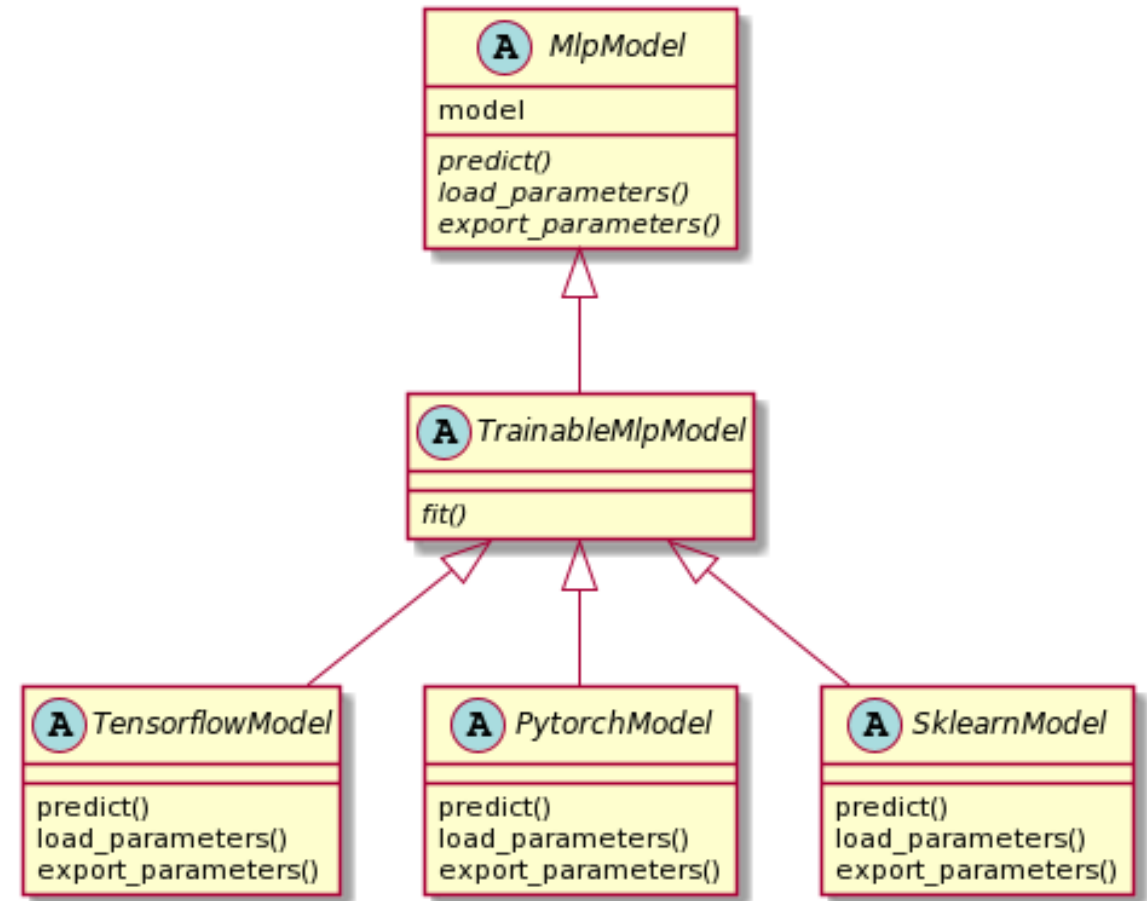 A MlpModel
model
predict()
load_parameters()
export_parameters()
A TrainableMlpModel
fit()
A TensorflowModel
predict()
load_parameters()
export_parameters()
A PytorchModel
predict()
load_parameters()
export_parameters()
A SklearnModel
predict()
load_parameters()
export_parameters()